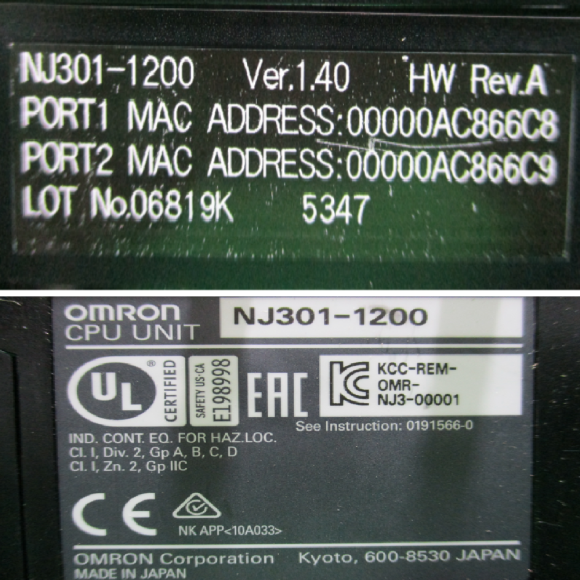 NJ301-1200 Ver.1.40 HW Rev.A
PORT1 MAC ADDRESS:00000AC866C8
PORT2 MAC ADDRESS:00000AC866C9
LOT No.06819K 5347
OMRON
CPU UNIT NJ301-1200
UL
®
CERTIFIED
SAFETY US-CA
E198998
EAC
KC
KCC-REM-
OMR-
NJ3-00001
See Instruction: 0191566-0
IND. CONT. EQ. FOR HAZ.LOC.
Cl. I, Div. 2, Gp A, B, C, D
Cl. I, Zn. 2, Gp IIC
CE
NK APP<10A033>
OMRON Corporation Kyoto, 600-8530 JAPAN
MADE IN JAPAN